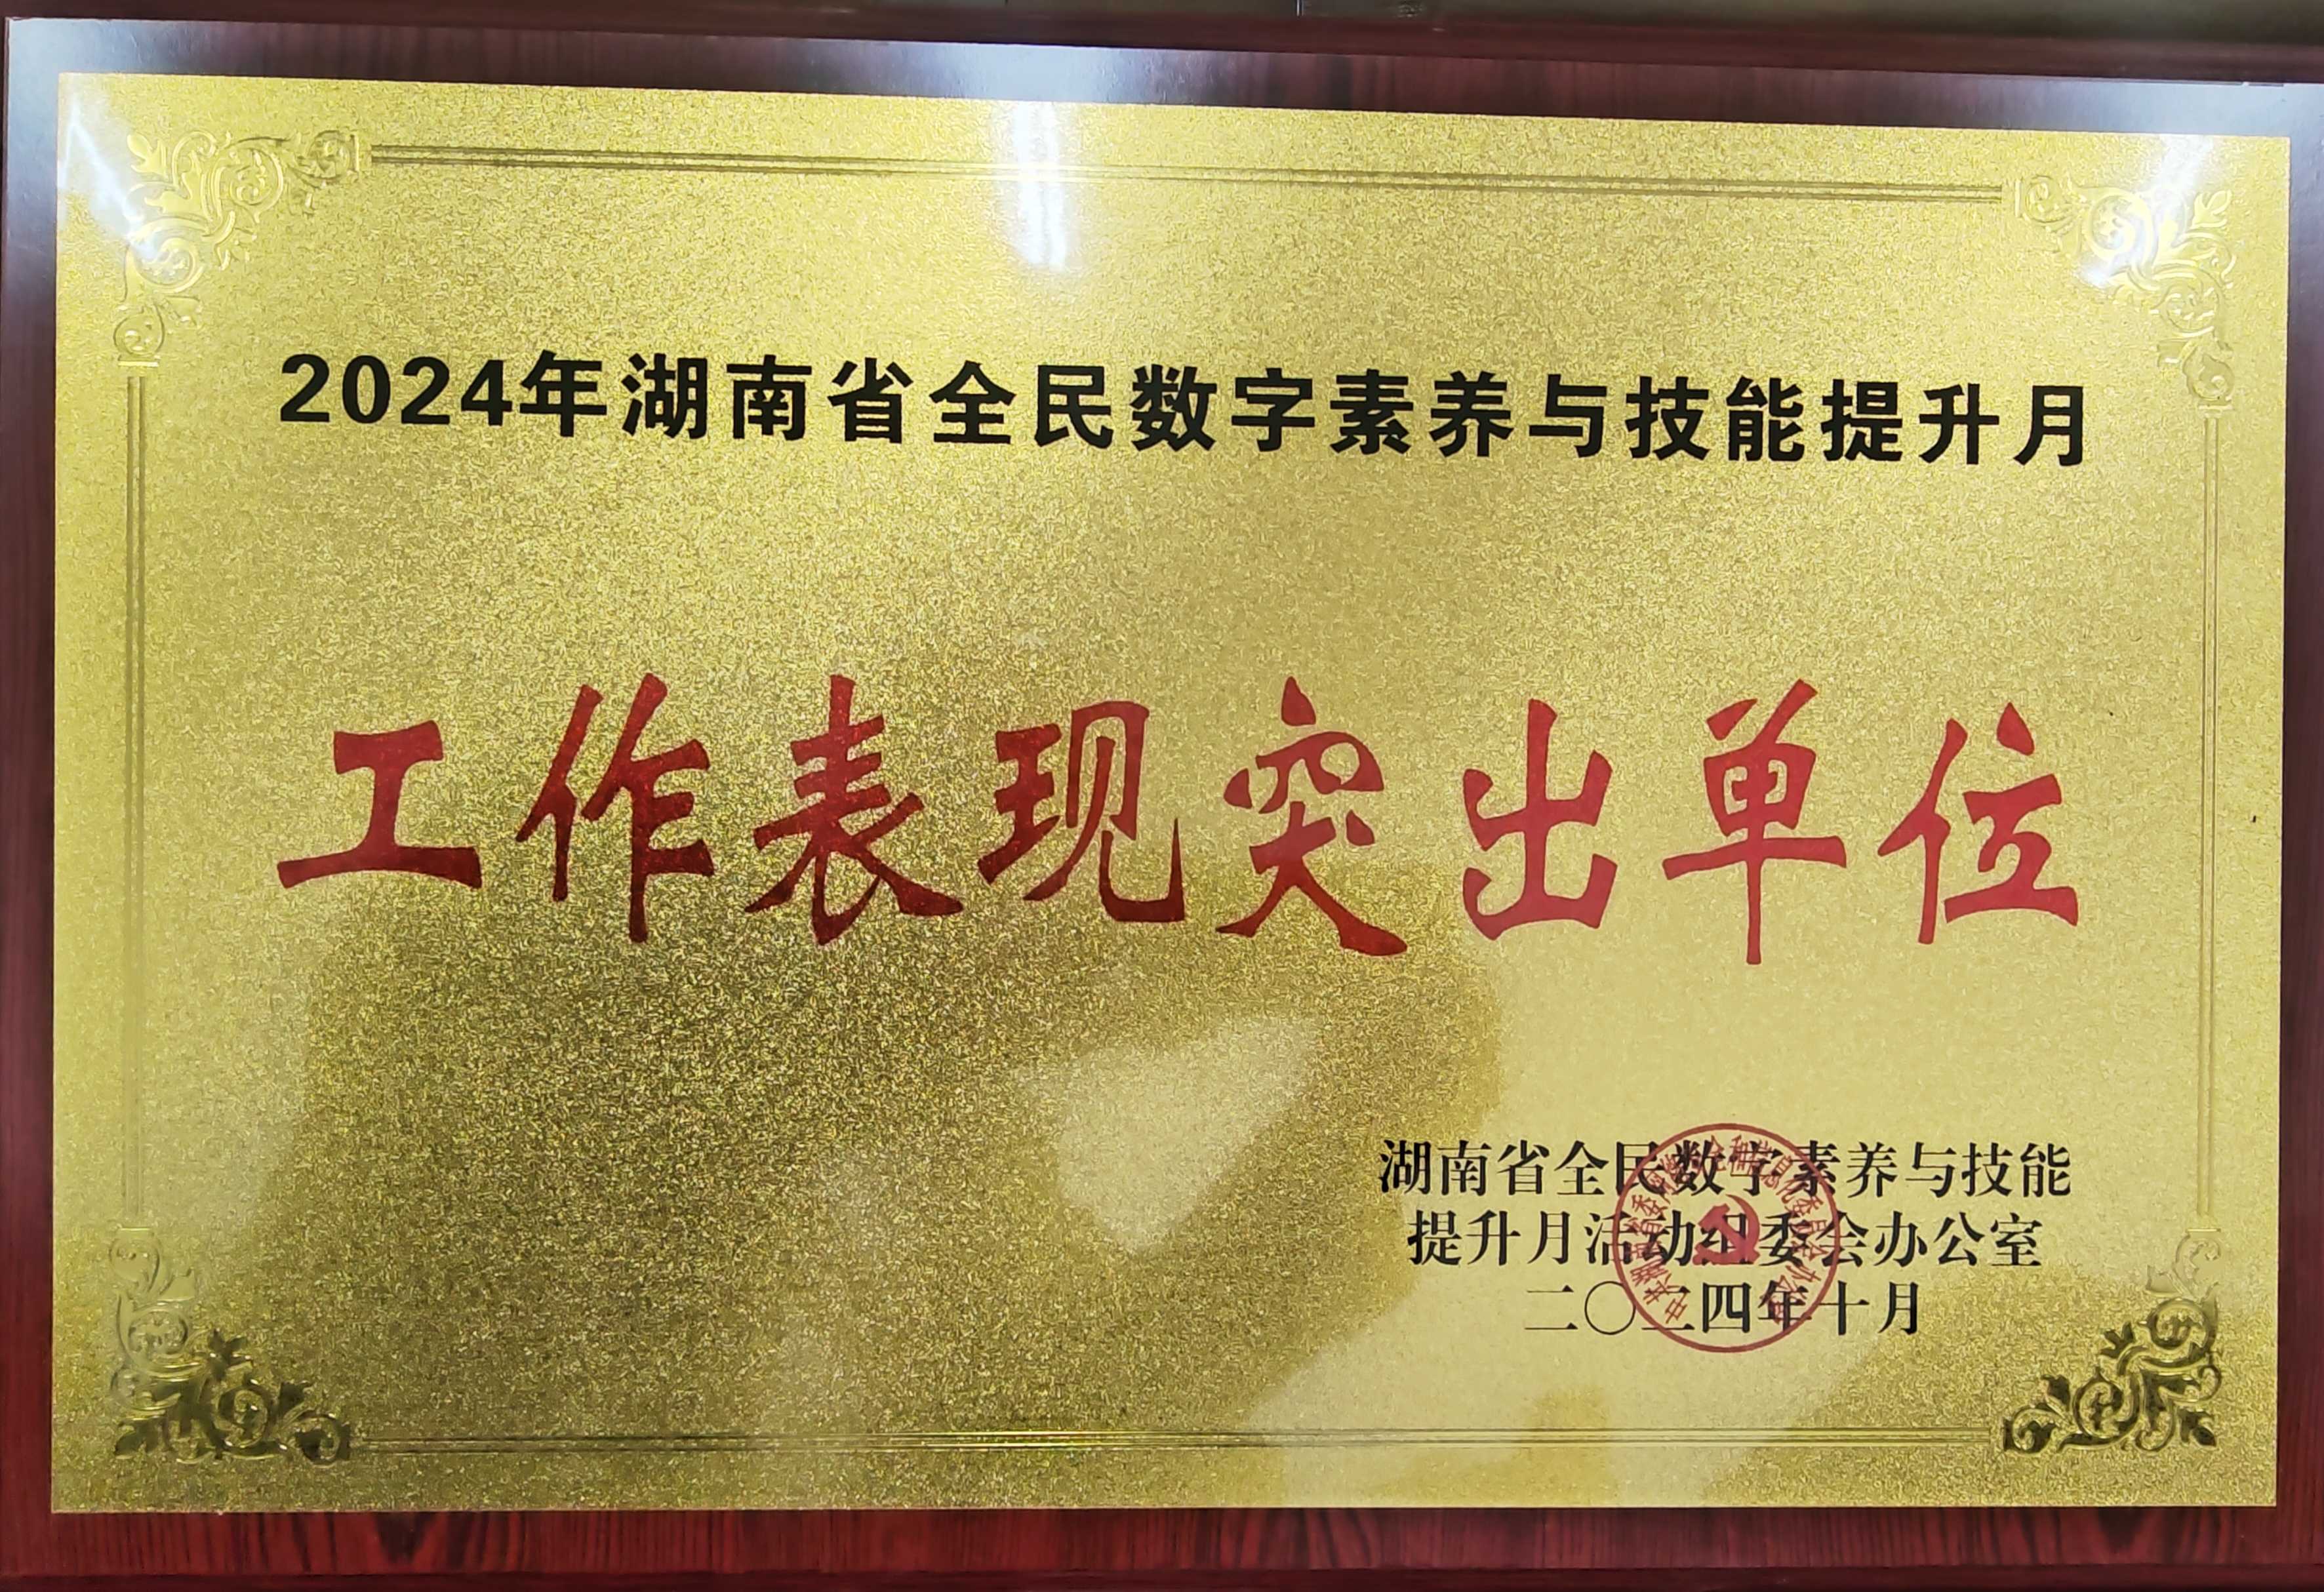 2024年湖南省全民数字素养与技能提升月
工作表现突出单位
湖南省全民数字素养与技能
提升月活动组委会办公室
二〇二四年十月